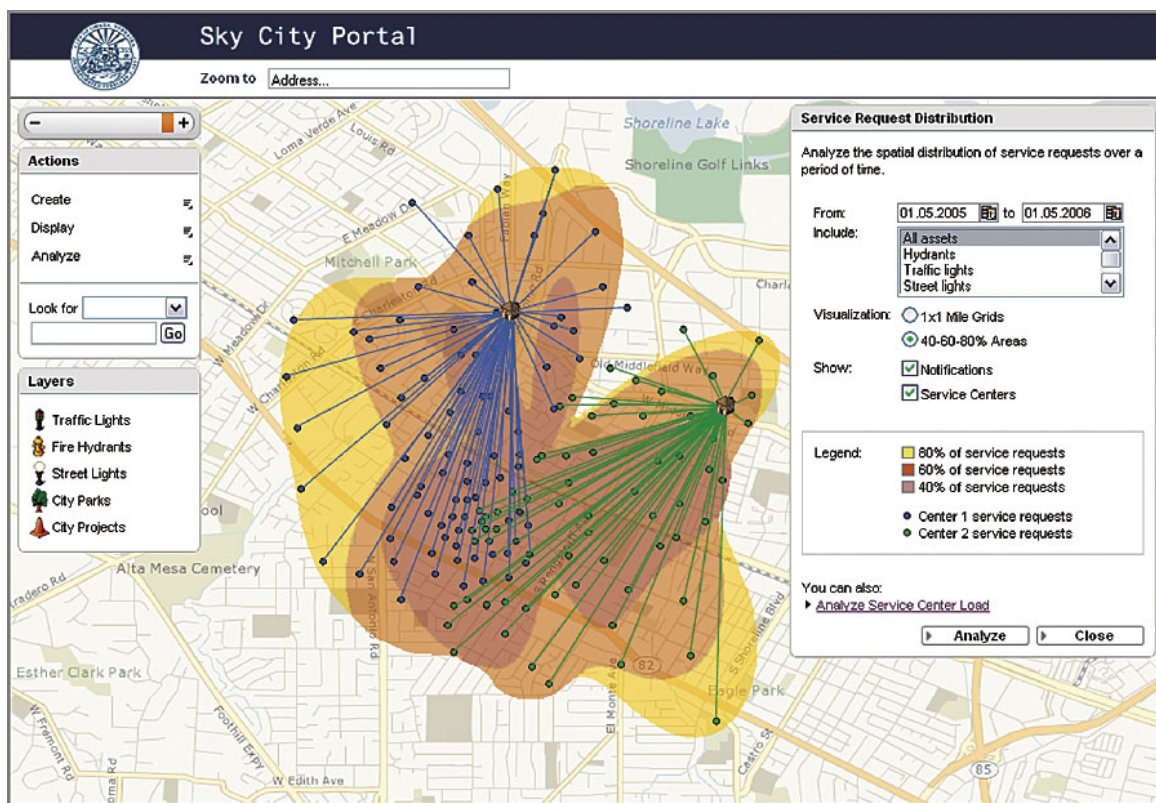 Sky City Portal
Zoom to Address...
Actions
Create
Display
Analyze
Look for
Go
Layers
Traffic Lights
Fire Hydrants
Street Lights
City Parks
City Projects
Service Request Distribution
Analyze the spatial distribution of service requests over a
period of time.
From: 01.05.2005 to 01.05.2006
Include: All assets
Hydrants
Traffic lights
Street lights
Visualization: 1x1 Mile Grids
40-60-80% Areas
Show: Notifications
Service Centers
Legend: 80% of service requests
60% of service requests
40% of service requests
Center 1 service requests
Center 2 service requests
You can also:
Analyze Service Center Load
Analyze
Close
Loma Verde Ave
Louis Rd
Shoreline Lake
Shoreline Golf Links
E Meadow Dr
Fabian Way
Mitchell Park
W Meadow Dr
E Charleston Rd
W Charleston Rd
Old Middlefield Way
Alta Mesa Cemetery
N San Antonio Rd
S Shoreline Blvd
82
Eagle Park
El Monte Ave
Castro St
Esther Clark Park
Foothill Expy
W Fremont Rd
W Edith Ave
85